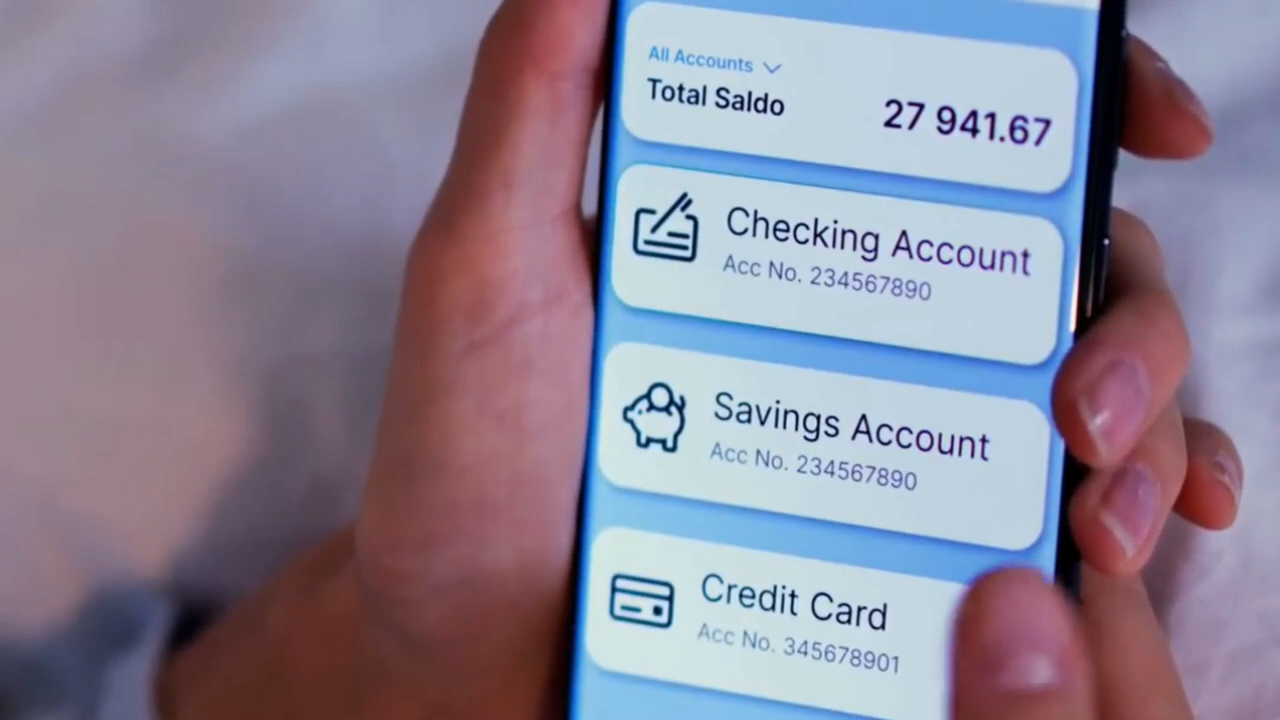 All Accounts
Total Saldo 27 941.67
Checking Account
Acc No. 234567890
Savings Account
Acc No. 234567890
Credit Card
Acc No. 345678901